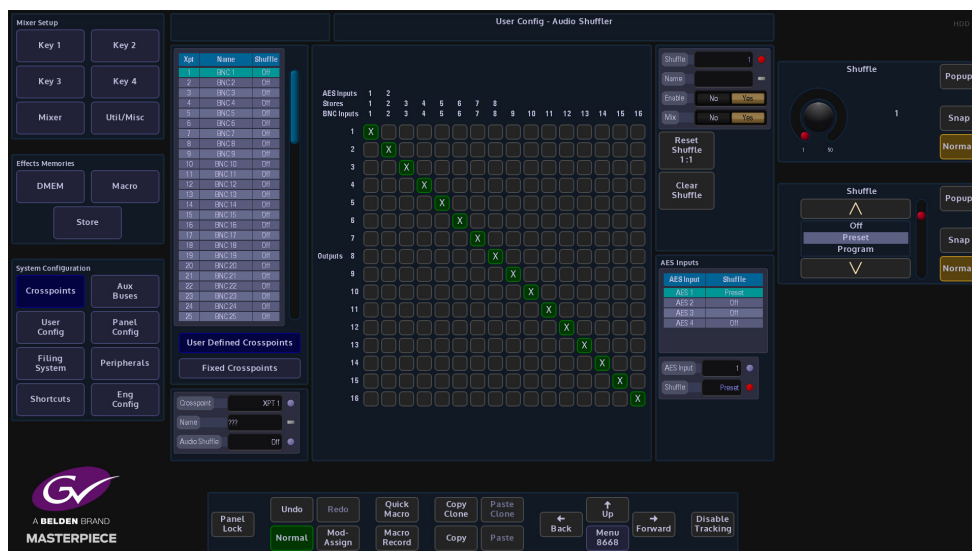 Mixer Setup
User Config - Audio Shuffler
HDD
Key 1 Key 2
Key 3 Key 4
Mixer Util/Misc
Effects Memories
DMEM Macro
Store
System Configuration
Crosspoints Aux Buses
User Config Panel Config
Filing System Peripherals
Shortcuts Eng Config
Xpt Name Shuffle
1 BNC 1 Off
2 BNC 2 Off
3 BNC 3 Off
4 BNC 4 Off
5 BNC 5 Off
6 BNC 6 Off
7 BNC 7 Off
8 BNC 8 Off
9 BNC 9 Off
10 BNC 10 Off
11 BNC 11 Off
12 BNC 12 Off
13 BNC 13 Off
14 BNC 14 Off
15 BNC 15 Off
16 BNC 16 Off
17 BNC 17 Off
18 BNC 18 Off
19 BNC 19 Off
20 BNC 20 Off
21 BNC 21 Off
22 BNC 22 Off
23 BNC 23 Off
24 BNC 24 Off
25 BNC 25 Off
User Defined Crosspoints
Fixed Crosspoints
Crosspoint XPT 1
Name ???
Audio Shuffle Off
AES Inputs 1 2
Stores 1 2 3 4 5 6 7 8
BNC Inputs 1 2 3 4 5 6 7 8 9 10 11 12 13 14 15 16
1 X
2 X
3 X
4 X
5 X
6 X
7 X
Outputs 8 X
9 X
10 X
11 X
12 X
13 X
14 X
15 X
16 X
Shuffle 1
Name
Enable No Yes
Mix No Yes
Reset Shuffle 1:1
Clear Shuffle
AES Inputs
AES Input Shuffle
AES 1 Preset
AES 2 Off
AES 3 Off
AES 4 Off
AES Input 1
Shuffle Preset
Shuffle
1
1 50
Popup
Snap
Norma
Shuffle
Off
Preset
Program
Popup
Snap
Norma
GV
A BELDEN BRAND
MASTERPIECE
Panel Lock
Undo Redo
Normal Mod-Assign
Quick Macro
Macro Record
Copy Clone Paste Clone
Copy Paste
Back
Up
Menu 8668
Forward
Disable Tracking